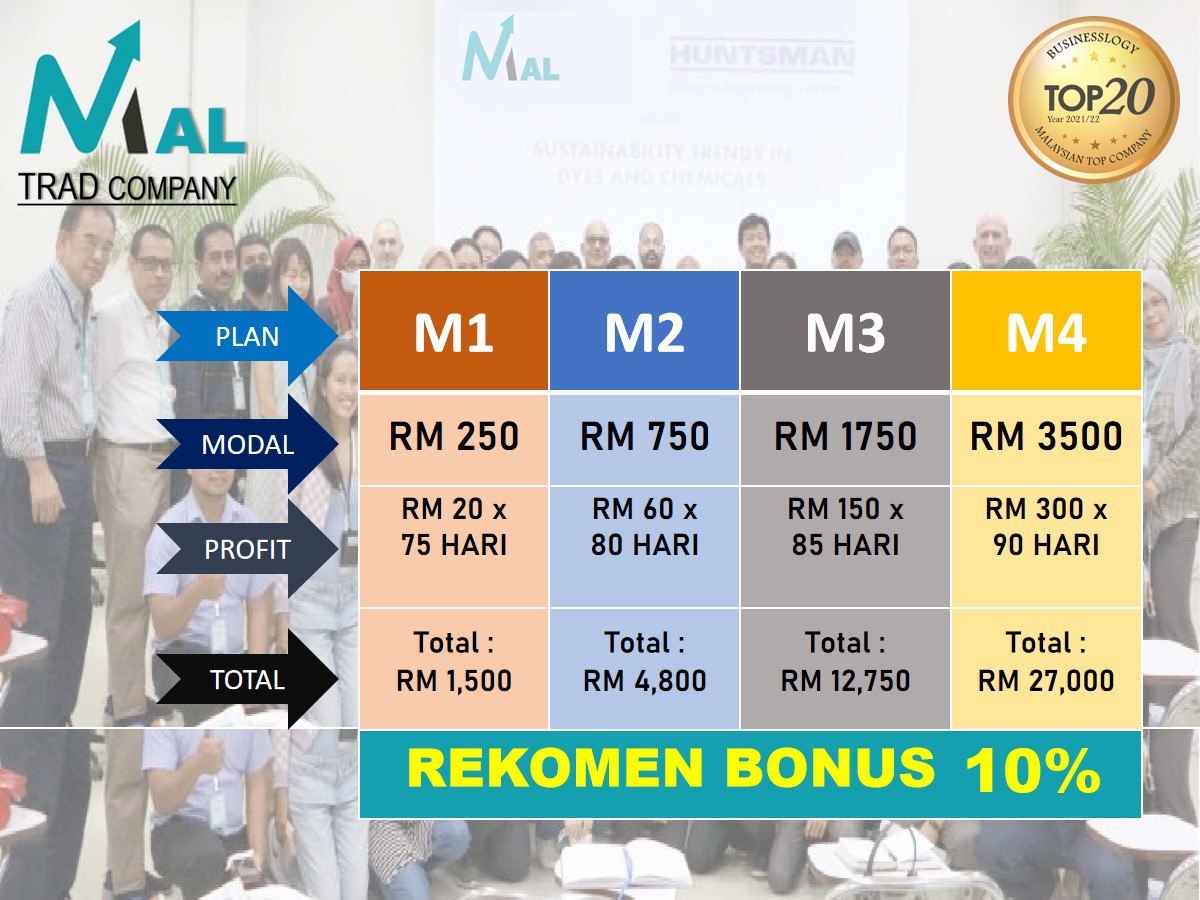 MAL
TRAD COMPANY
MAL
HUNTSMAN
SUSTAINABILITY TRENDS IN
DYES AND CHEMICALS
BUSINESSLOGY
TOP20
Year 2021/22
MALAYSIAN TOP COMPANY
PLAN
M1
M2
M3
M4
MODAL
RM 250
RM 750
RM 1750
RM 3500
PROFIT
RM 20 x
75 HARI
RM 60 x
80 HARI
RM 150 x
85 HARI
RM 300 x
90 HARI
TOTAL
Total :
RM 1,500
Total :
RM 4,800
Total :
RM 12,750
Total :
RM 27,000
REKOMEN BONUS 10%